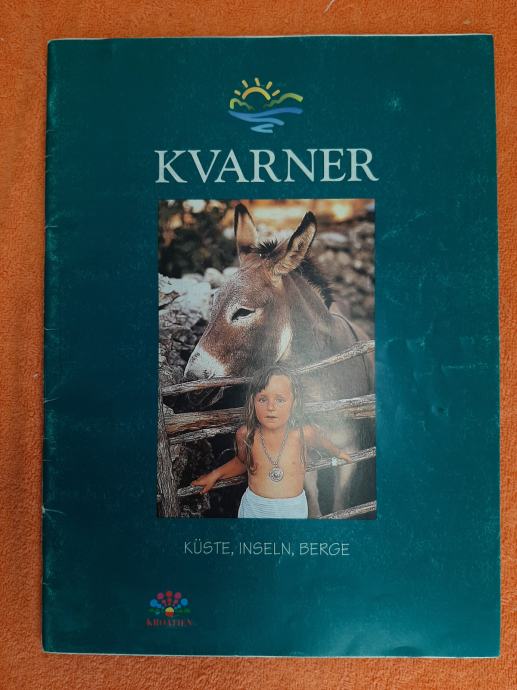 KVARNER
KÜSTE, INSELN, BERGE
KROATIEN